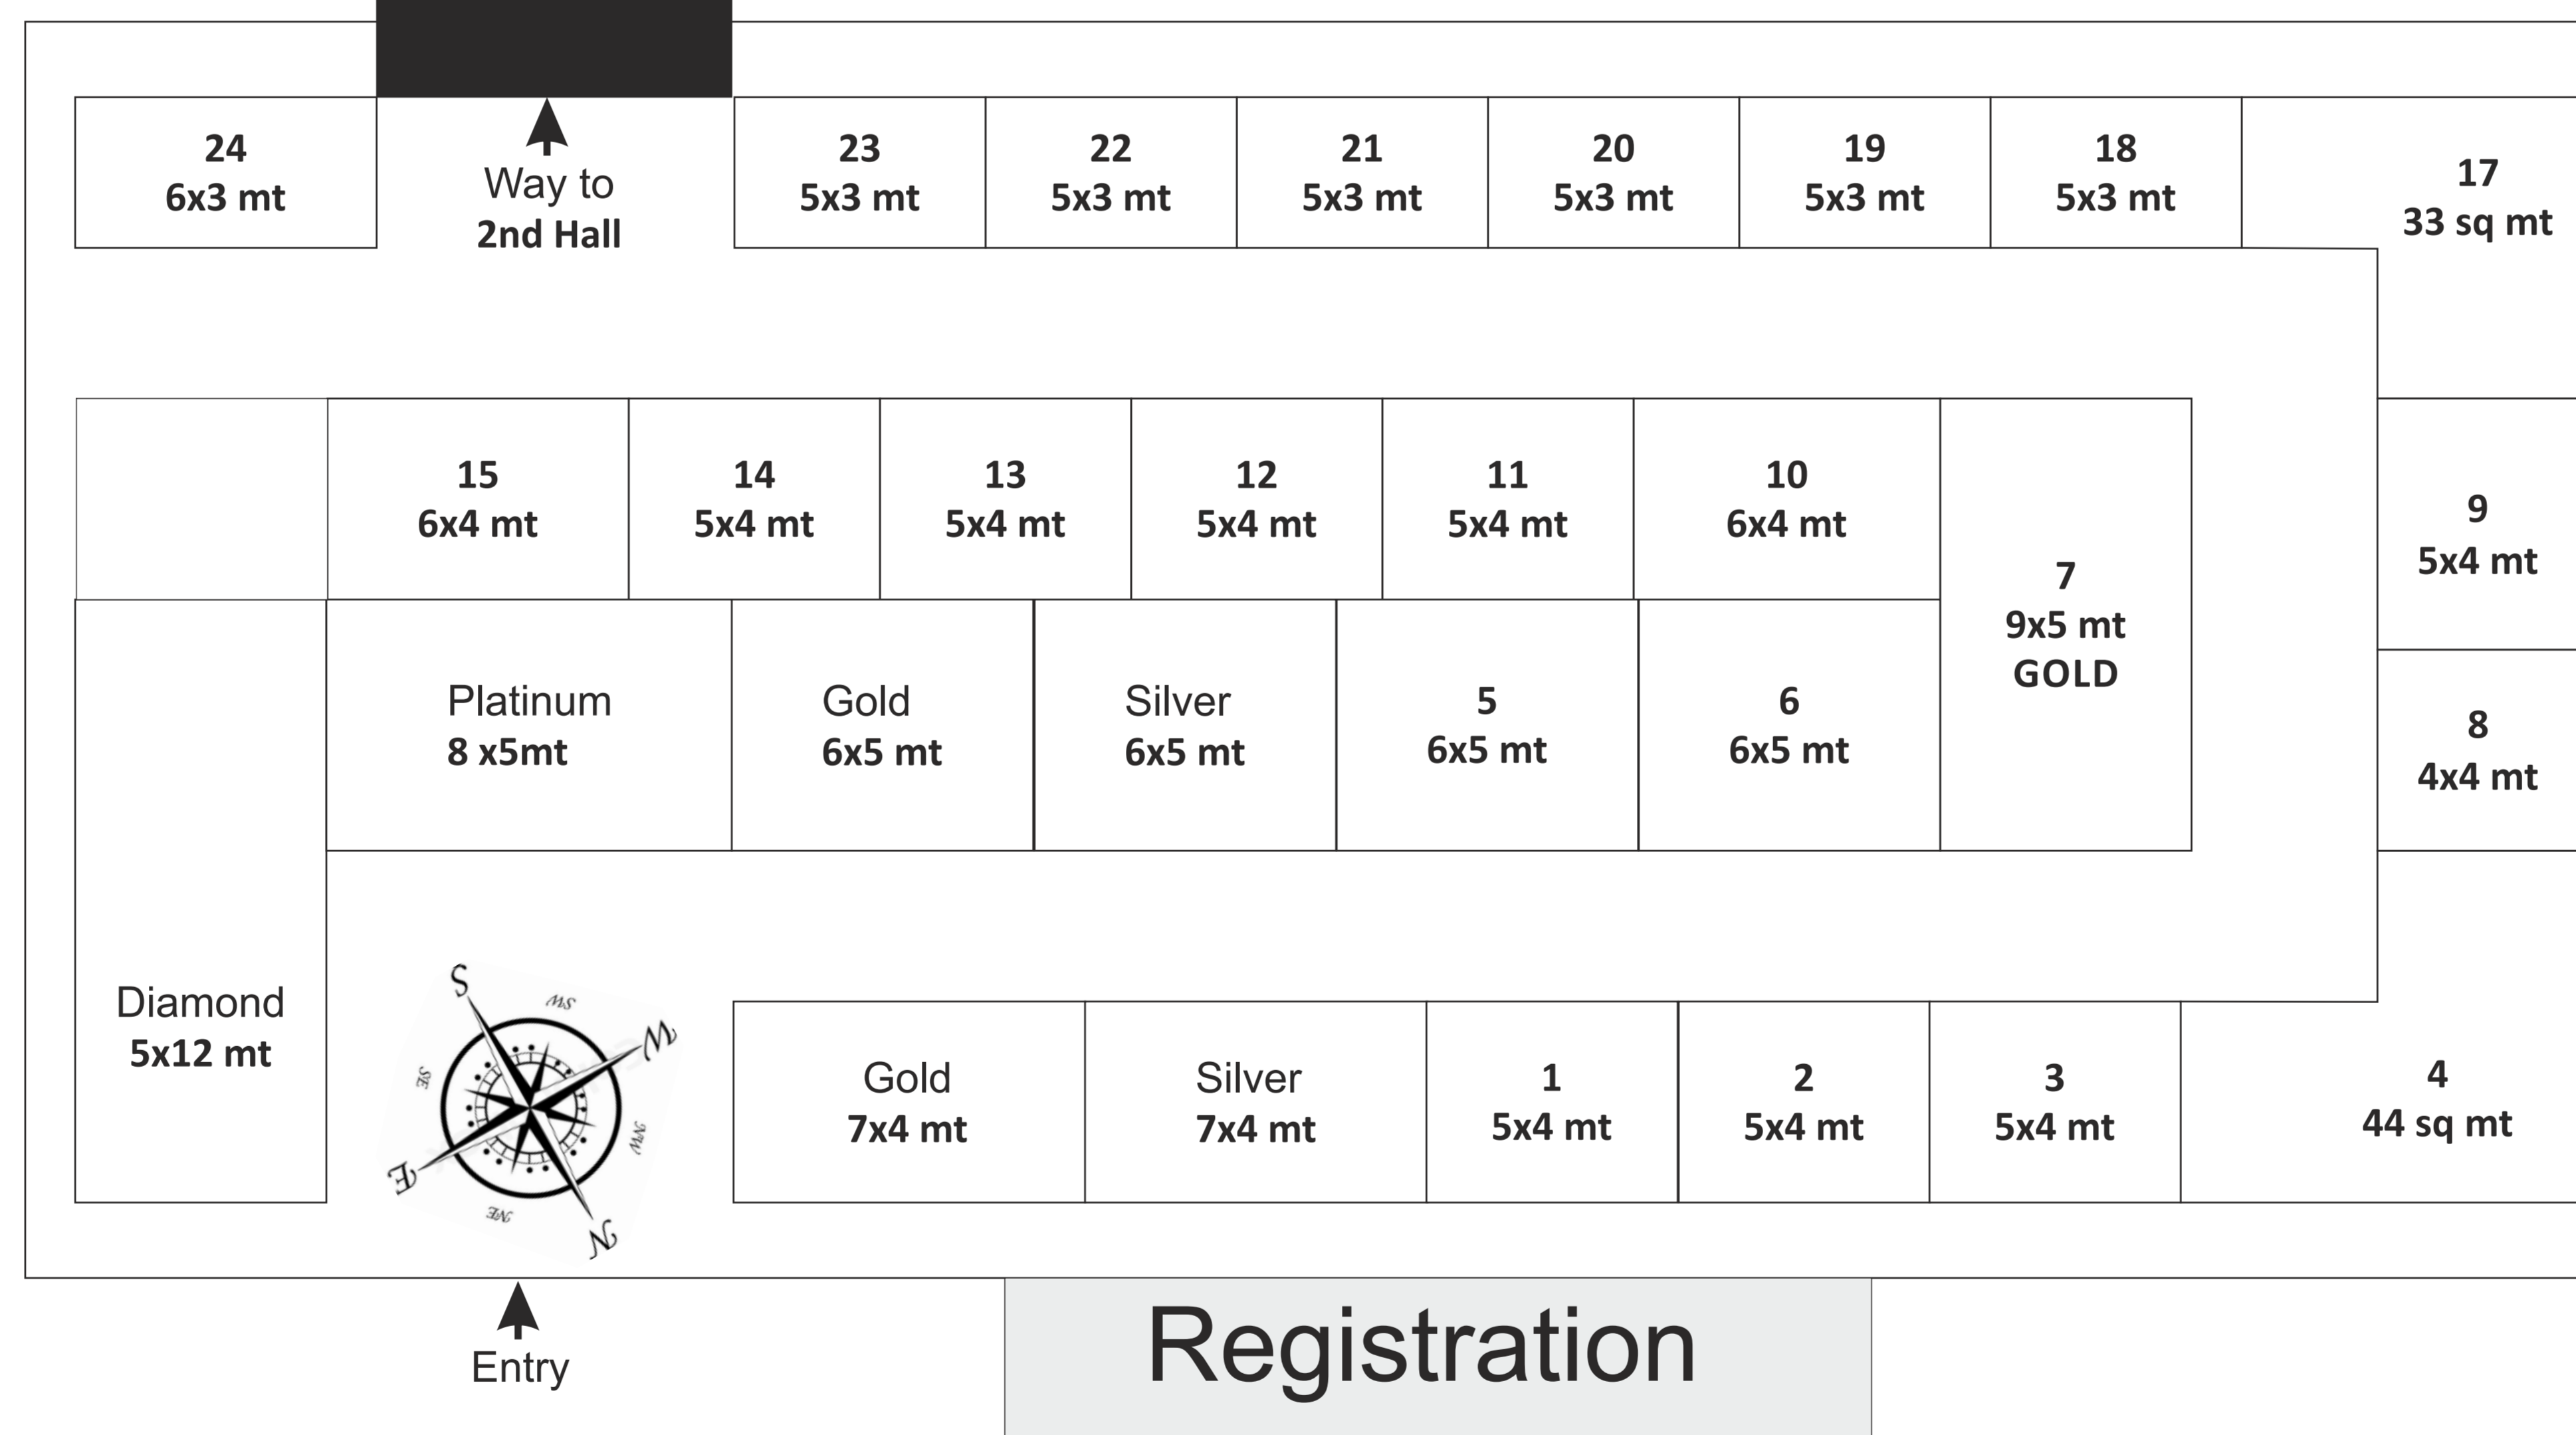 24
6x3 mt
Way to
2nd Hall
23
5x3 mt
22
5x3 mt
21
5x3 mt
20
5x3 mt
19
5x3 mt
18
5x3 mt
17
33 sq mt
15
6x4 mt
14
5x4 mt
13
5x4 mt
12
5x4 mt
11
5x4 mt
10
6x4 mt
7
9x5 mt
GOLD
9
5x4 mt
8
4x4 mt
Platinum
8 x5mt
Gold
6x5 mt
Silver
6x5 mt
5
6x5 mt
6
6x5 mt
Diamond
5x12 mt
S
SW
W
SE
NW
E
NE
N
Gold
7x4 mt
Silver
7x4 mt
1
5x4 mt
2
5x4 mt
3
5x4 mt
4
44 sq mt
Entry
Registration